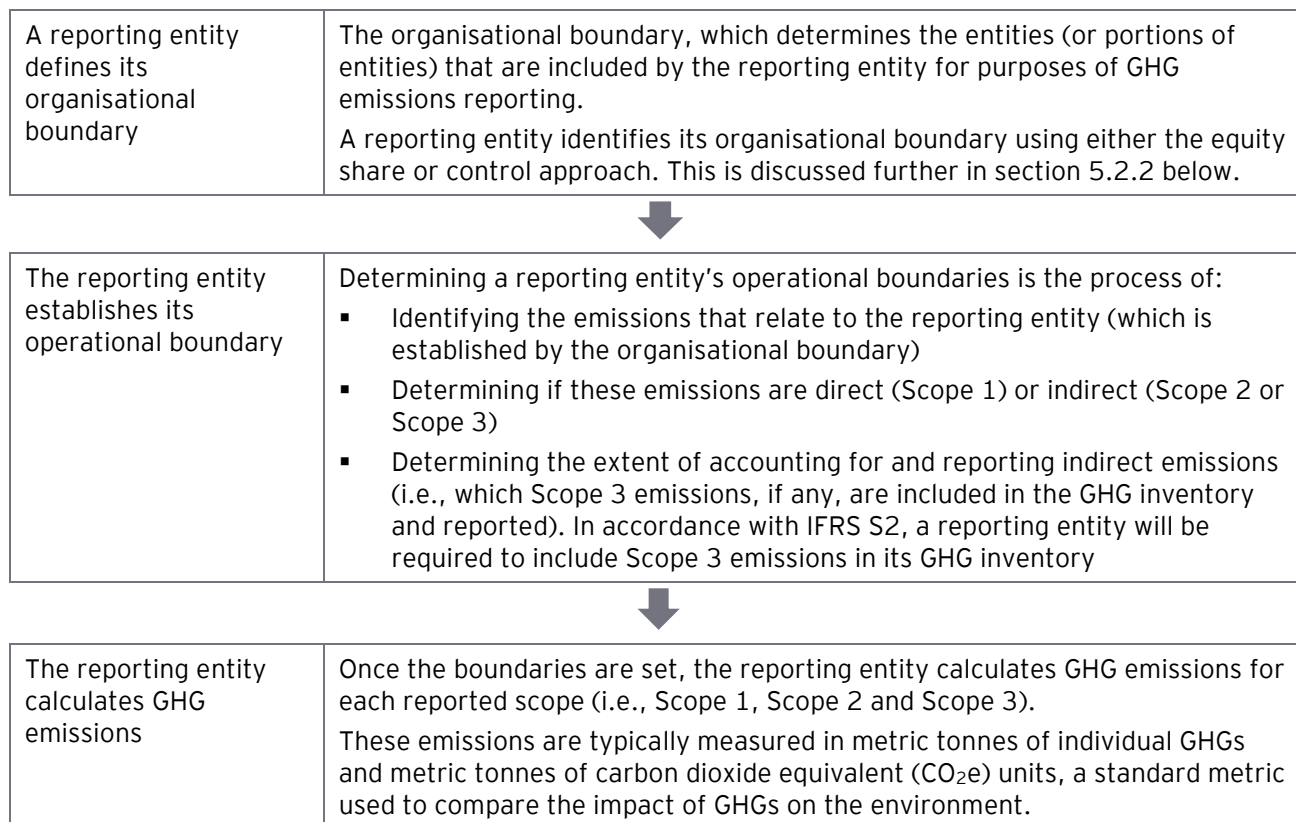 A reporting entity
defines its
organisational
boundary
The organisational boundary, which determines the entities (or portions of
entities) that are included by the reporting entity for purposes of GHG
emissions reporting.
A reporting entity identifies its organisational boundary using either the equity
share or control approach. This is discussed further in section 5.2.2 below.
The reporting entity
establishes its
operational boundary
Determining a reporting entity's operational boundaries is the process of:
▪ Identifying the emissions that relate to the reporting entity (which is
established by the organisational boundary)
▪ Determining if these emissions are direct (Scope 1) or indirect (Scope 2 or
Scope 3)
▪ Determining the extent of accounting for and reporting indirect emissions
(i.e., which Scope 3 emissions, if any, are included in the GHG inventory
and reported). In accordance with IFRS S2, a reporting entity will be
required to include Scope 3 emissions in its GHG inventory
The reporting entity
calculates GHG
emissions
Once the boundaries are set, the reporting entity calculates GHG emissions for
each reported scope (i.e., Scope 1, Scope 2 and Scope 3).
These emissions are typically measured in metric tonnes of individual GHGs
and metric tonnes of carbon dioxide equivalent (CO₂e) units, a standard metric
used to compare the impact of GHGs on the environment.